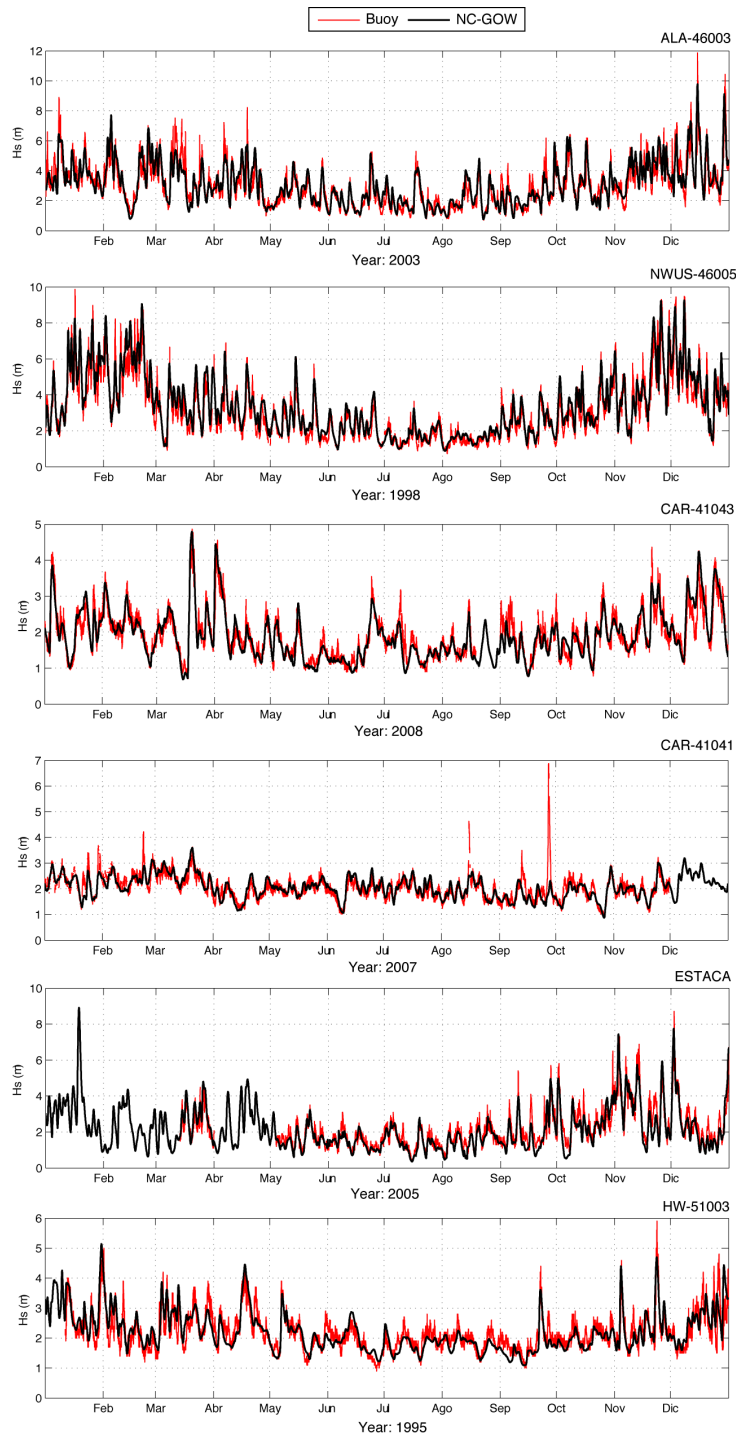 Buoy NC-GOW
ALA-46003
12
10
8
6
4
2
0
Hs (m)
Feb Mar Abr May Jun Jul Ago Sep Oct Nov Dic
Year: 2003
NWUS-46005
10
8
6
4
2
0
Hs (m)
Feb Mar Abr May Jun Jul Ago Sep Oct Nov Dic
Year: 1998
CAR-41043
5
4
3
2
1
0
Hs (m)
Feb Mar Abr May Jun Jul Ago Sep Oct Nov Dic
Year: 2008
CAR-41041
7
6
5
4
3
2
1
0
Hs (m)
Feb Mar Abr May Jun Jul Ago Sep Oct Nov Dic
Year: 2007
ESTACA
10
8
6
4
2
0
Hs (m)
Feb Mar Abr May Jun Jul Ago Sep Oct Nov Dic
Year: 2005
HW-51003
6
5
4
3
2
1
0
Hs (m)
Feb Mar Abr May Jun Jul Ago Sep Oct Nov Dic
Year: 1995